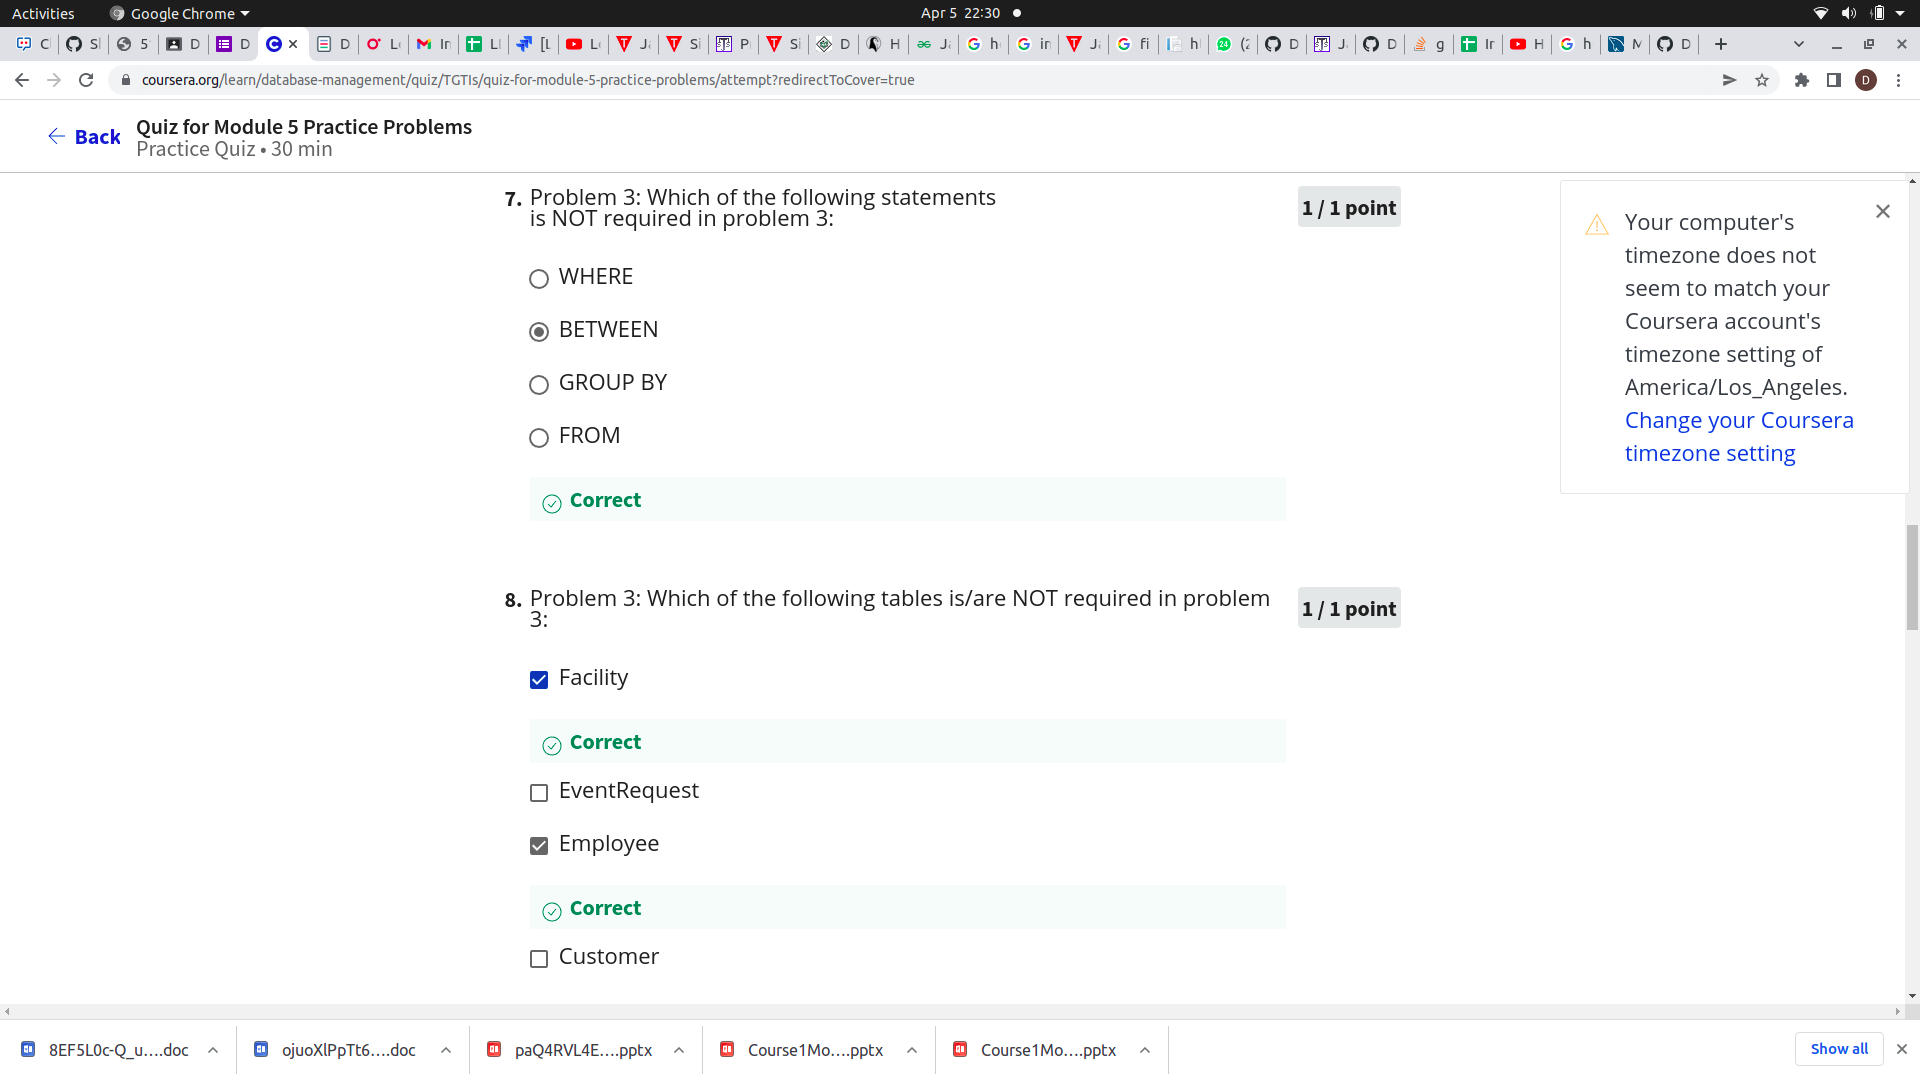 Activities Google Chrome Apr 5 22:30
coursera.org/learn/database-management/quiz/TGTIs/quiz-for-module-5-practice-problems/attempt?redirectToCover=true
D
Back
Quiz for Module 5 Practice Problems
Practice Quiz • 30 min
7. Problem 3: Which of the following statements
is NOT required in problem 3:
1 / 1 point
WHERE
BETWEEN
GROUP BY
FROM
Correct
8. Problem 3: Which of the following tables is/are NOT required in problem
3:
1 / 1 point
Facility
Correct
EventRequest
Employee
Correct
Customer
Your computer's
timezone does not
seem to match your
Coursera account's
timezone setting of
America/Los_Angeles.
Change your Coursera
timezone setting
8EF5L0c-Q_u....doc
ojuoXlPpTt6....doc
paQ4RVL4E....pptx
Course1Mo....pptx
Course1Mo....pptx
Show all